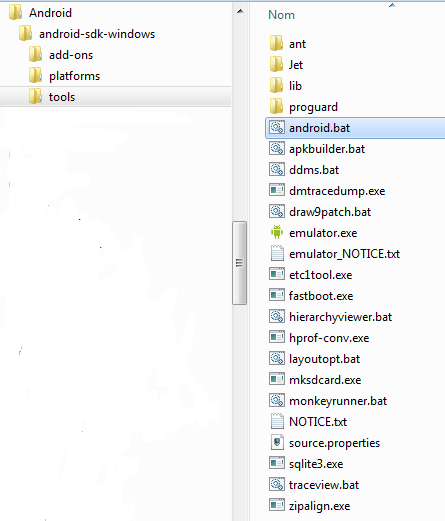 Android
android-sdk-windows
add-ons
platforms
tools
Nom
ant
Jet
lib
proguard
android.bat
apkbuilder.bat
ddms.bat
dmtracedump.exe
draw9patch.bat
emulator.exe
emulator_NOTICE.txt
etc1tool.exe
fastboot.exe
hierarchyviewer.bat
hprof-conv.exe
layoutopt.bat
mksdcard.exe
monkeyrunner.bat
NOTICE.txt
source.properties
sqlite3.exe
traceview.bat
zipalign.exe